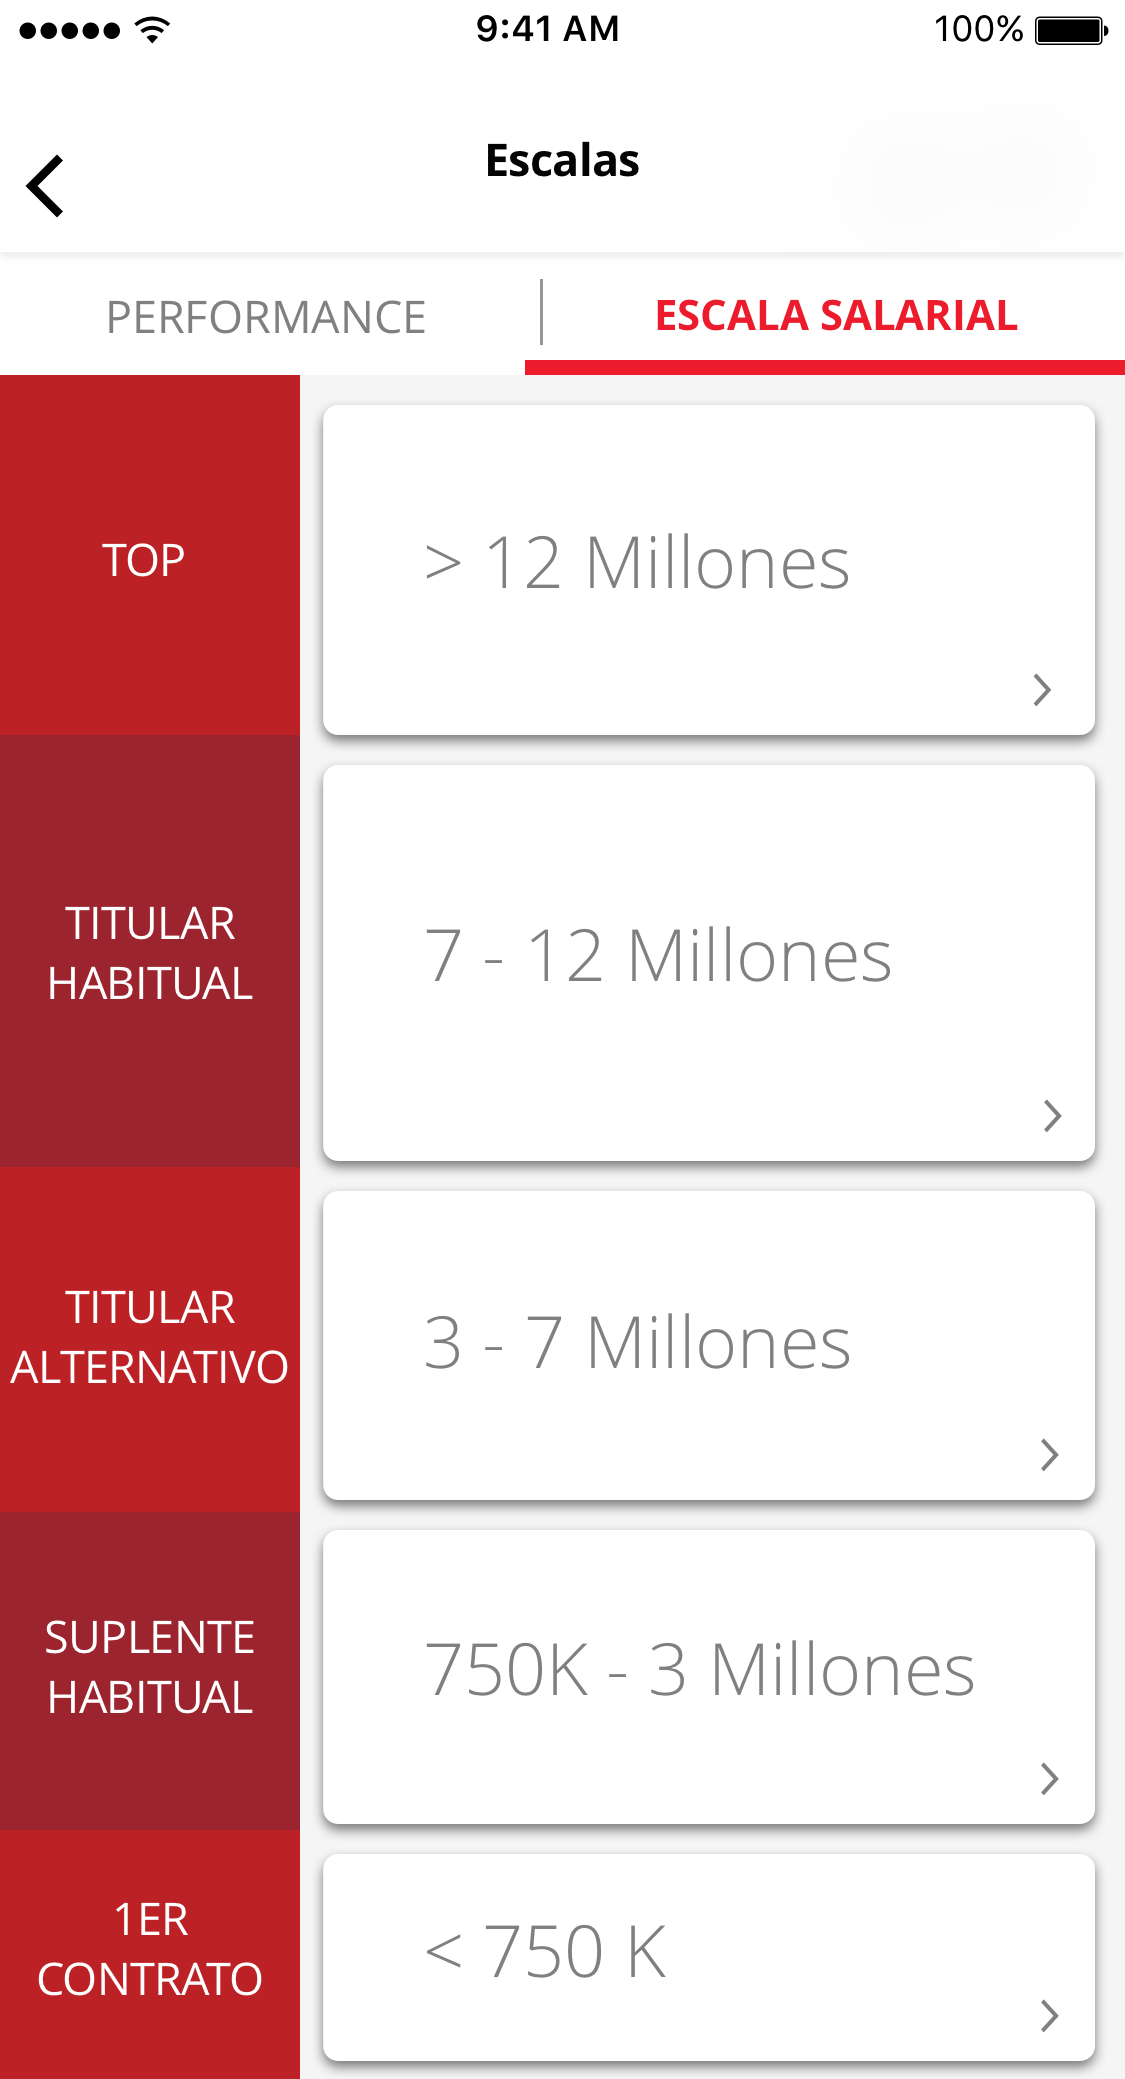 9:41 AM
100%
Escalas
PERFORMANCE
ESCALA SALARIAL
TOP
> 12 Millones
TITULAR
HABITUAL
7 - 12 Millones
TITULAR
ALTERNATIVO
3 - 7 Millones
SUPLENTE
HABITUAL
750K - 3 Millones
1ER
CONTRATO
< 750 K